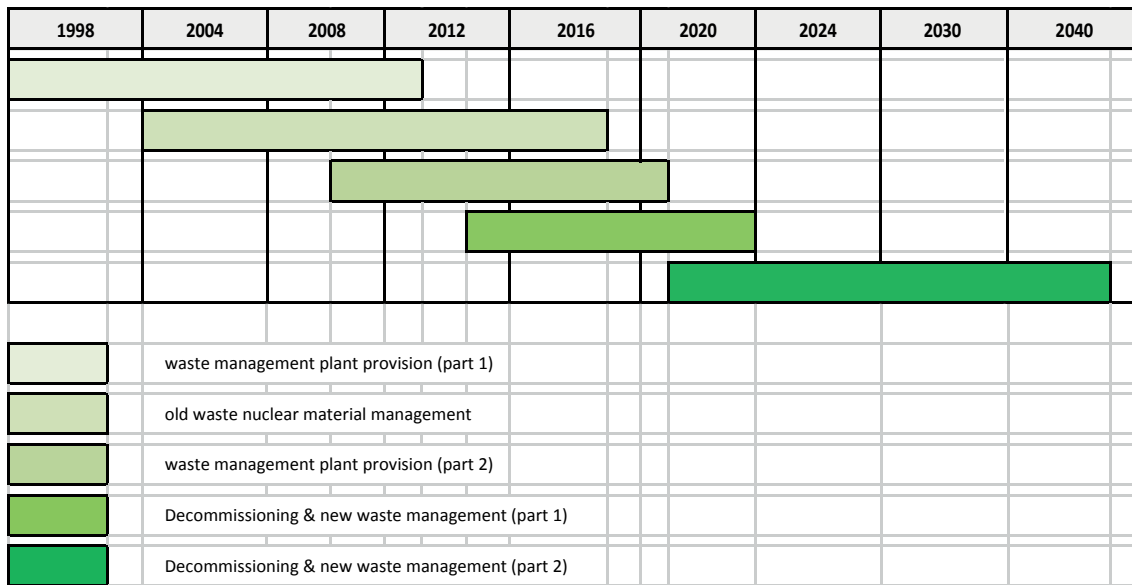 1998 2004 2008 2012 2016 2020 2024 2030 2040
waste management plant provision (part 1)
old waste nuclear material management
waste management plant provision (part 2)
Decommissioning & new waste management (part 1)
Decommissioning & new waste management (part 2)